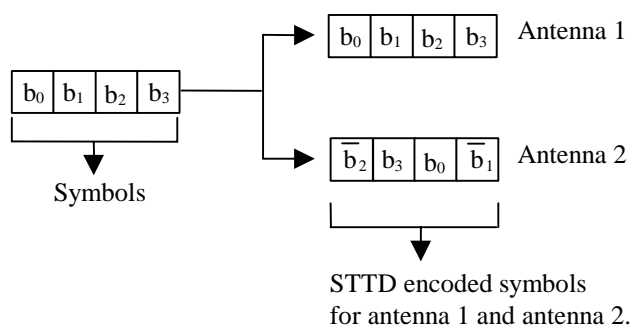 b₀ b₁ b₂ b₃ Antenna 1
b₀ b₁ b₂ b₃
b̅₂ b₃ b₀ b̅₁ Antenna 2
Symbols
STTD encoded symbols
for antenna 1 and antenna 2.